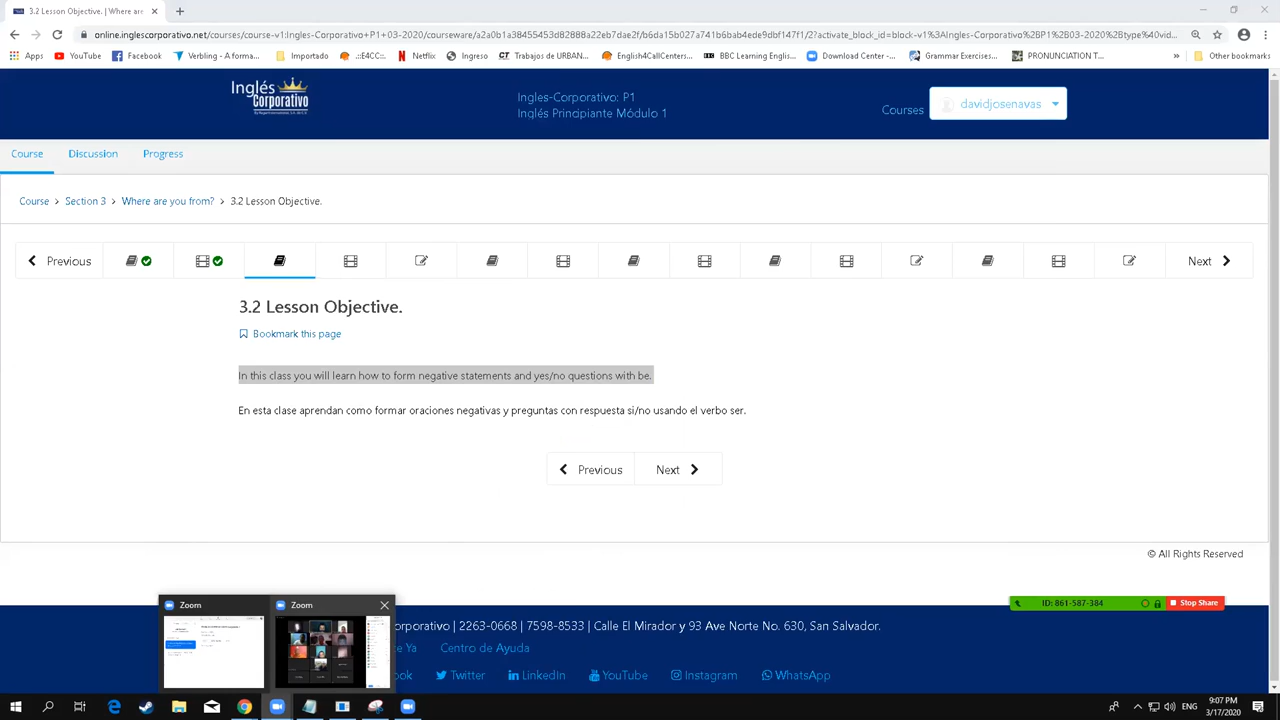 3.2 Lesson Objective. | Where are
online.inglescorporativo.net/courses/course-v1:Ingles-Corporativo+P1+03-2020/courseware/a2a0b1a38455453d82888a22eb7dae2f/b6da15b027a741b6bab4ede9dbf147f1/2?activate_block_id=block-v1%3AIngles-Corporativo%2BP1%2B03-2020%2Btype%40vid...
Apps YouTube Facebook Verbling - A forma... Importado .::E4CC::. Netflix Ingreso CT Trabajos de URBAN... English4CallCenters... BBC Learning Englis... Download Center -... Grammar Exercises... PRONUNCIATION T... » Other bookmarks
Inglés Corporativo
Ingles-Corporativo: P1
Inglés Principiante Módulo 1
Courses davidjosenavas
Course Discussion Progress
Course > Section 3 > Where are you from? > 3.2 Lesson Objective.
Previous Next
3.2 Lesson Objective.
Bookmark this page
In this class you will learn how to form negative statements and yes/no questions with be.
En esta clase aprendan como formar oraciones negativas y preguntas con respuesta si/no usando el verbo ser.
Previous Next
© All Rights Reserved
ID: 861-587-384 Stop Share
Zoom Zoom
corporativo | 2263-0668 | 7598-8533 | Calle El Mirador y 93 Ave Norte No. 630, San Salvador.
Ya Centro de Ayuda
ook Twitter LinkedIn YouTube Instagram WhatsApp
ENG 9:07 PM
3/17/2020